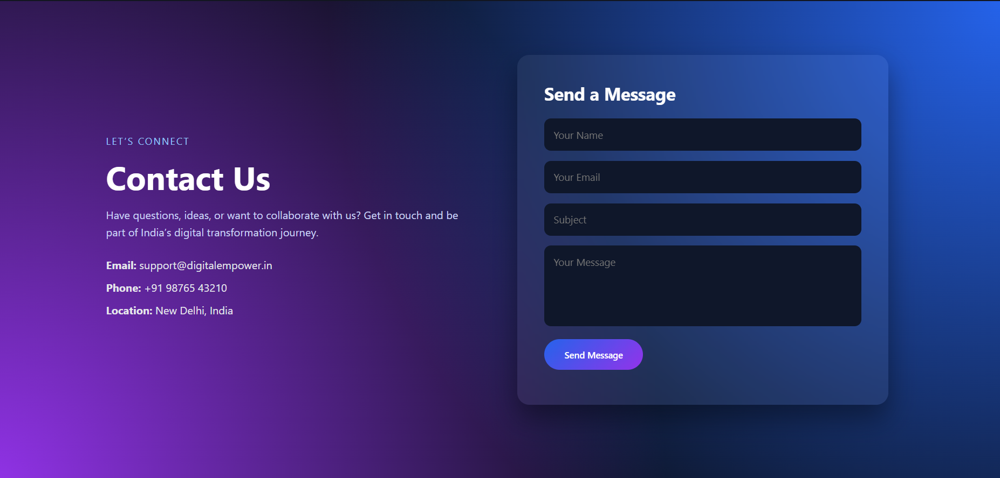 LET’S CONNECT
Contact Us
Have questions, ideas, or want to collaborate with us? Get in touch and be
part of India’s digital transformation journey.
Email: support@digitalempower.in
Phone: +91 98765 43210
Location: New Delhi, India
Send a Message
Your Name
Your Email
Subject
Your Message
Send Message